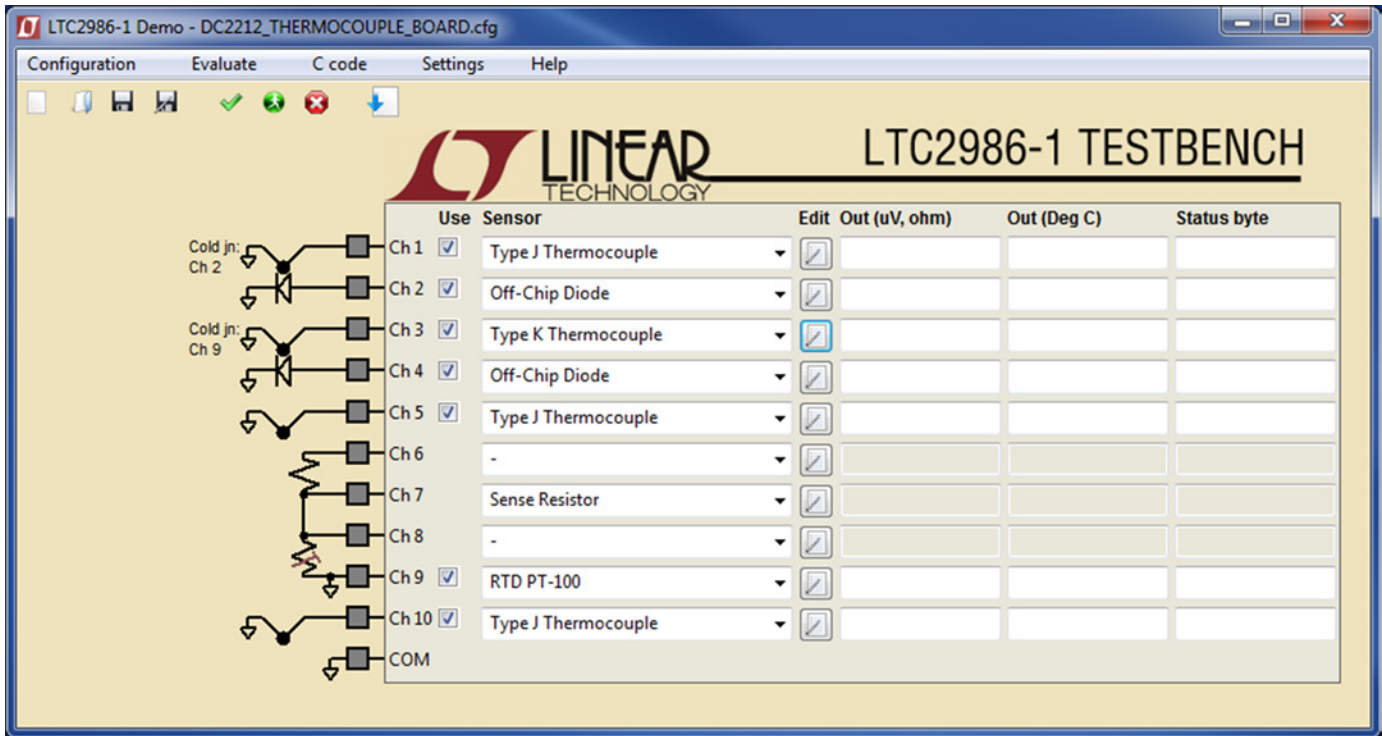 LTC2986-1 Demo - DC2212_THERMOCOUPLE_BOARD.cfg
Configuration Evaluate C code Settings Help
LINEAR TECHNOLOGY
LTC2986-1 TESTBENCH
Use Sensor Edit Out (uV, ohm) Out (Deg C) Status byte
Cold jn: Ch 2
Ch 1 Type J Thermocouple
Ch 2 Off-Chip Diode
Cold jn: Ch 9
Ch 3 Type K Thermocouple
Ch 4 Off-Chip Diode
Ch 5 Type J Thermocouple
Ch 6 -
Ch 7 Sense Resistor
Ch 8 -
Ch 9 RTD PT-100
Ch 10 Type J Thermocouple
COM